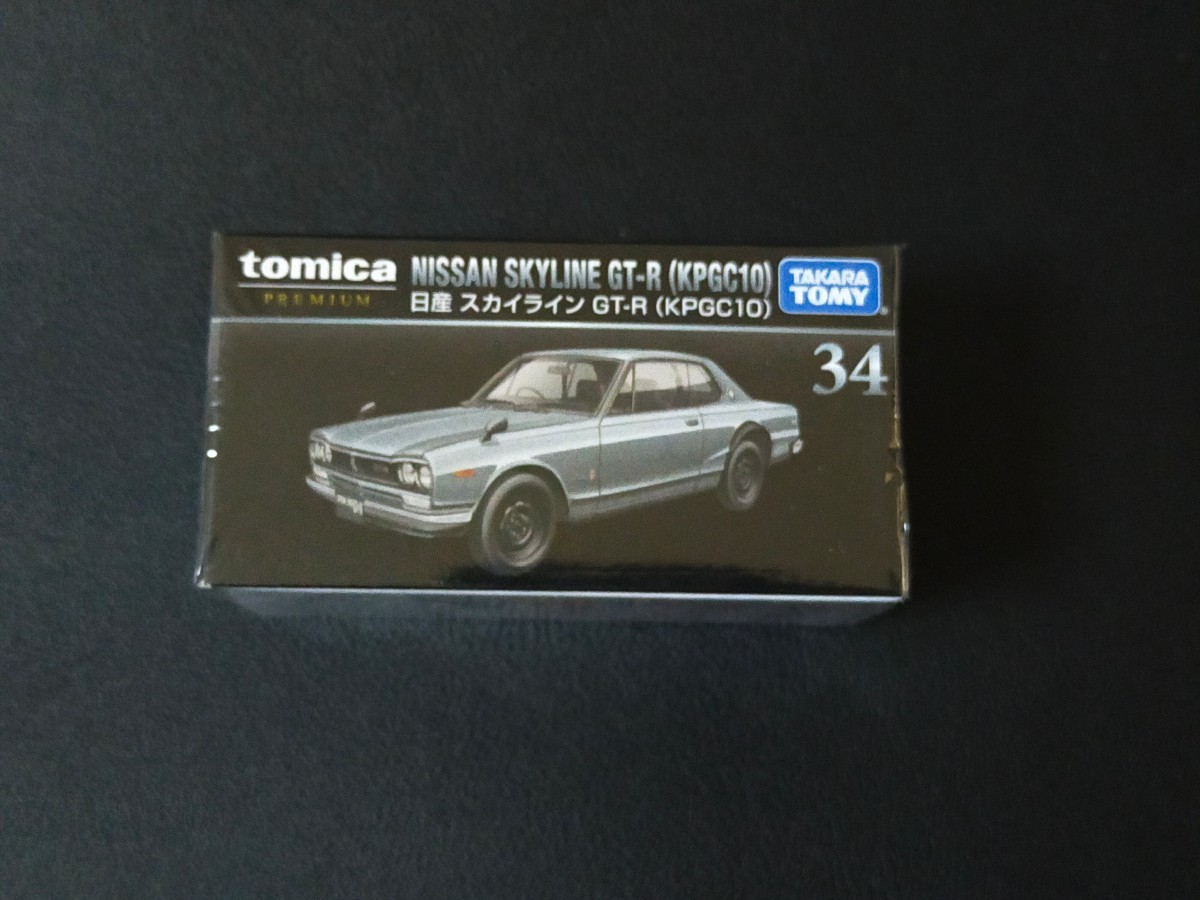 tomica
PREMIUM
NISSAN SKYLINE GT-R (KPGC10)
日産 スカイライン GT-R (KPGC10)
TAKARA
TOMY
34